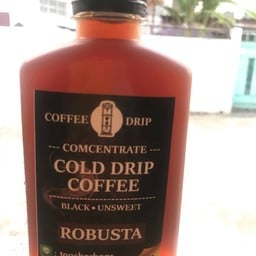 COFFEE DRIP
--- COMCENTRATE ---
COLD DRIP
COFFEE
BLACK • UNSWEET
ROBUSTA